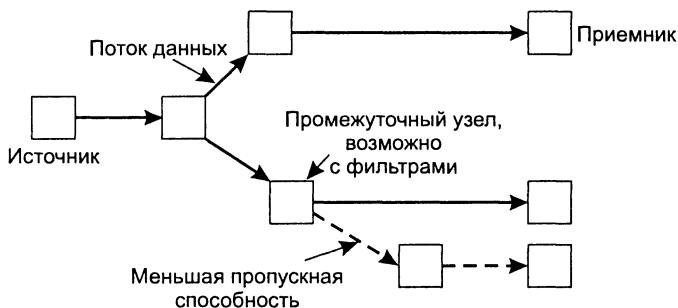 Поток данных
Приемник
Источник
Промежуточный узел,
возможно
с фильтрами
Меньшая пропускная
способность